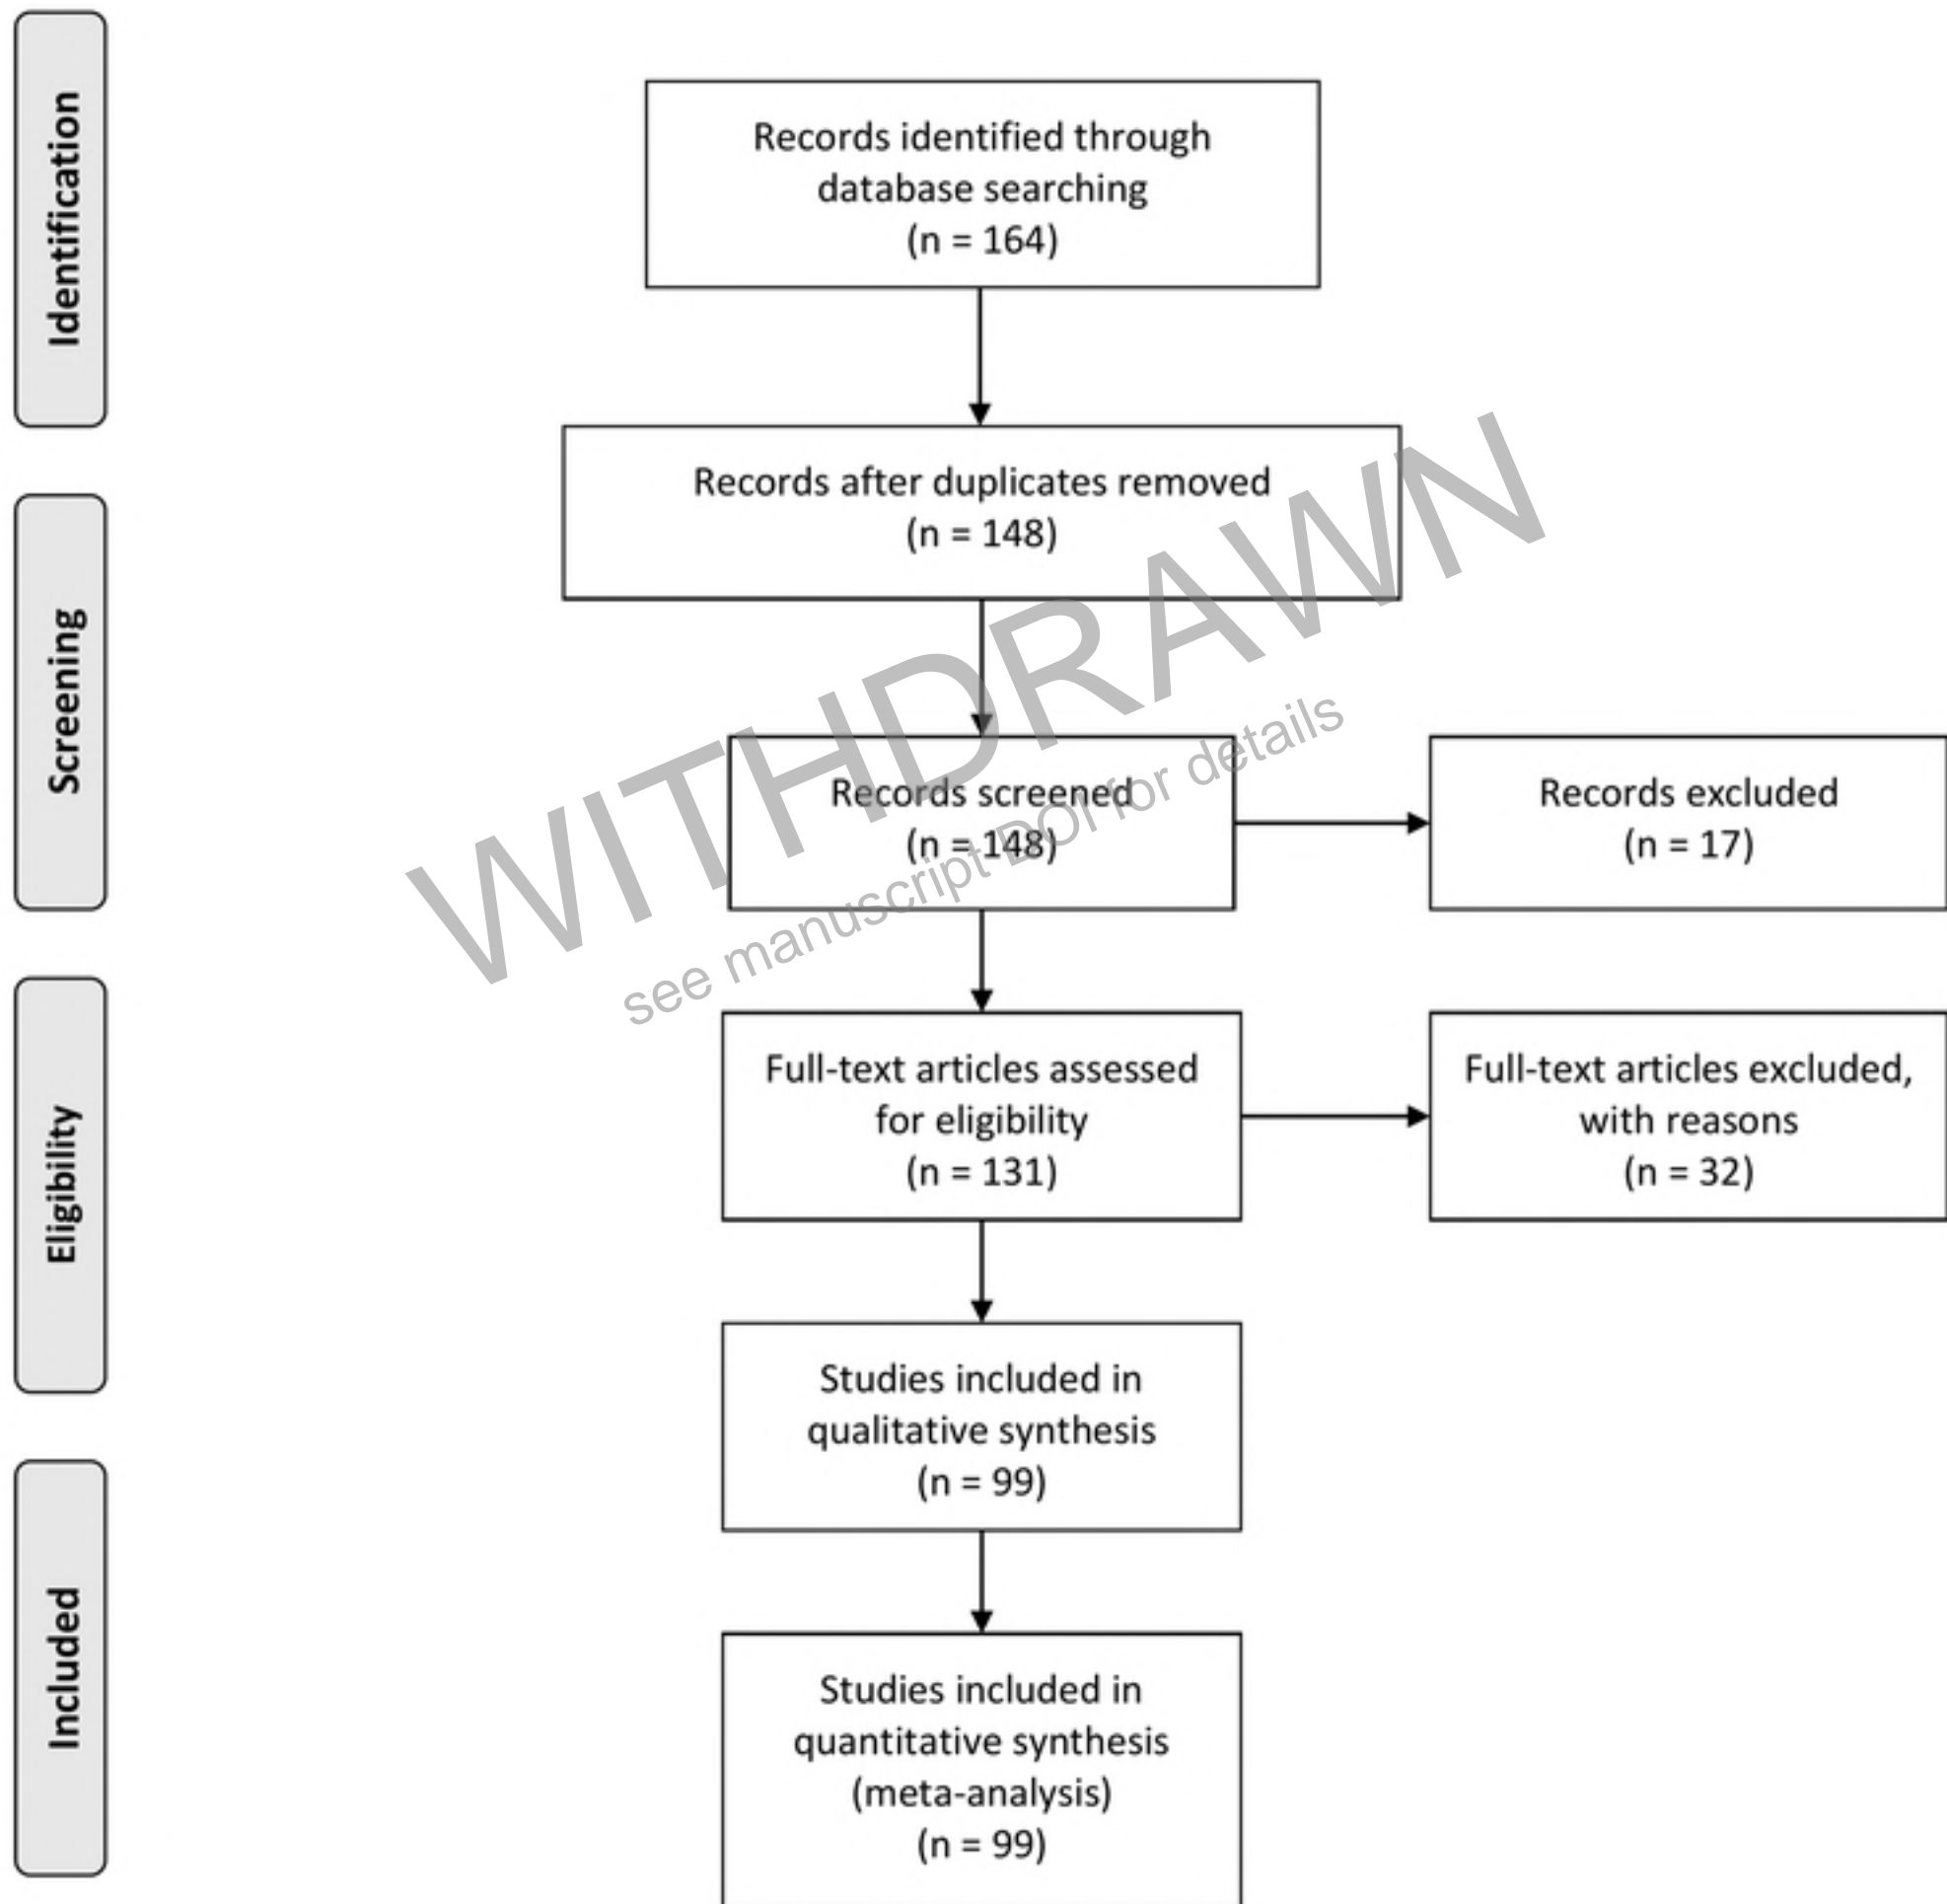 Identification
Records identified through
database searching
(n = 164)
Records after duplicates removed
(n = 148)
Screening
Records screened
(n = 148)
Records excluded
(n = 17)
WITHDRAWN
see manuscript DOI for details
Eligibility
Full-text articles assessed
for eligibility
(n = 131)
Full-text articles excluded,
with reasons
(n = 32)
Studies included in
qualitative synthesis
(n = 99)
Included
Studies included in
quantitative synthesis
(meta-analysis)
(n = 99)